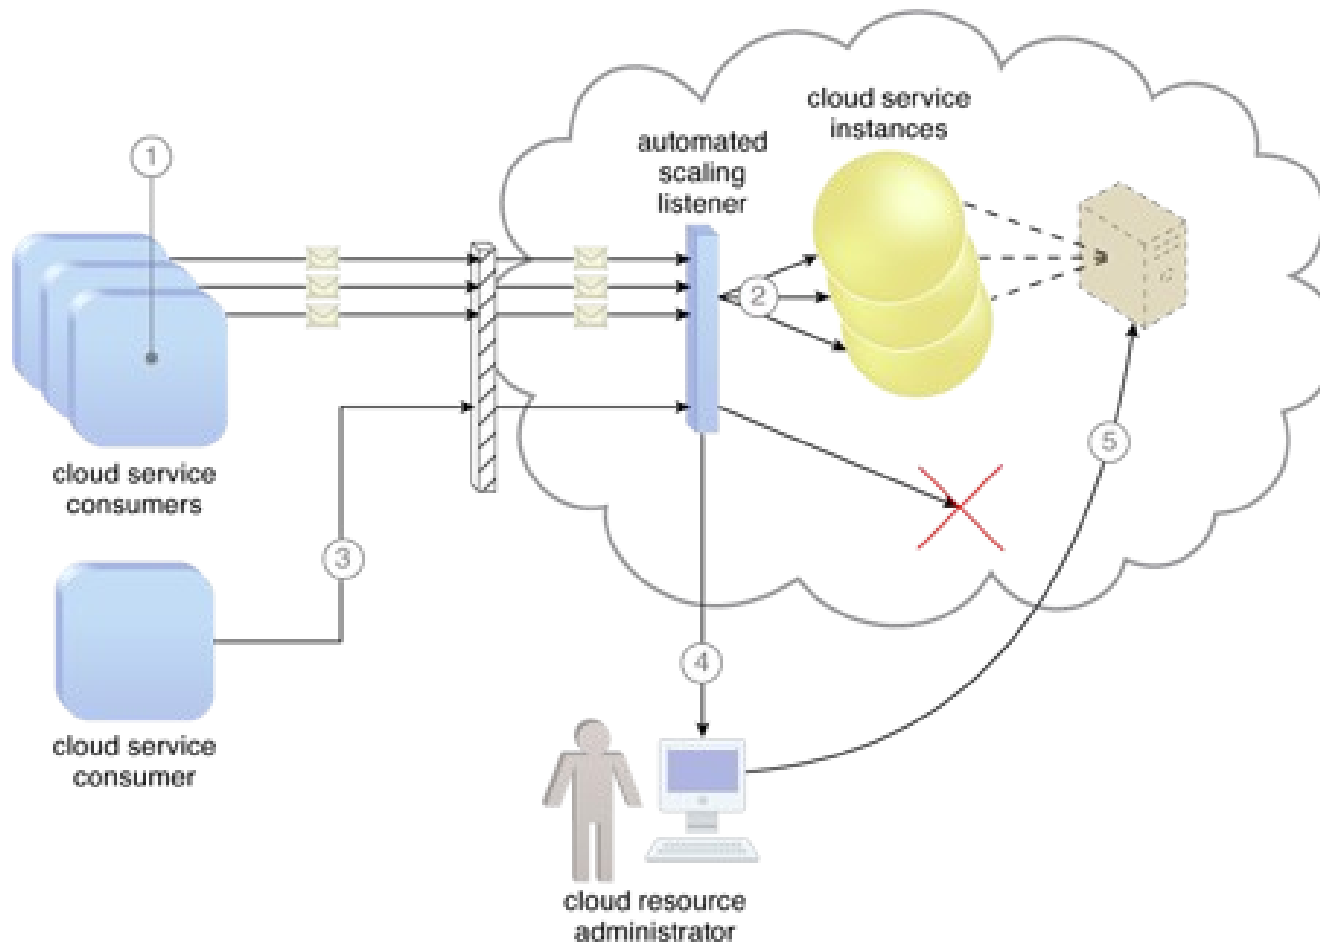 cloud service
instances
automated
scaling
listener
1
2
cloud service
consumers
3
5
4
cloud service
consumer
cloud resource
administrator